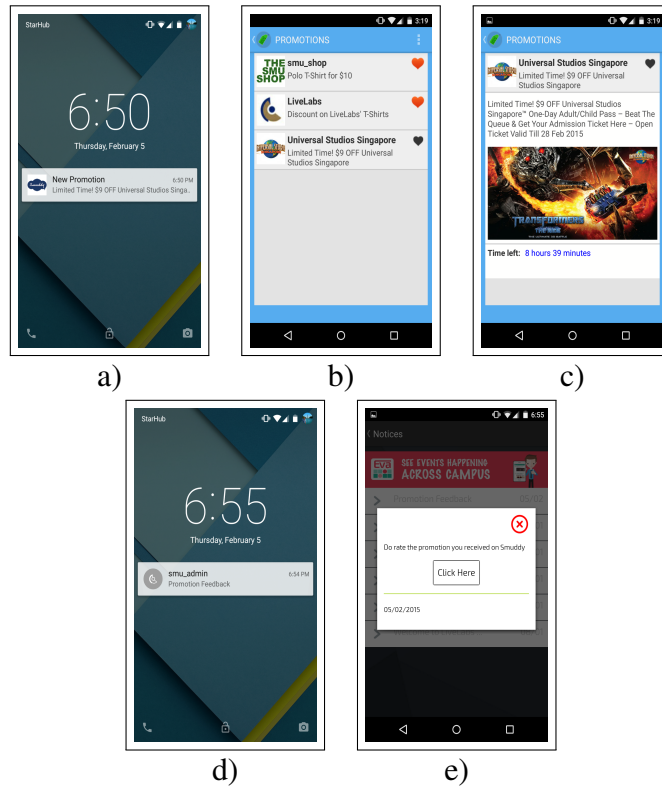 StarHub
6:50
Thursday, February 5
New Promotion 6:50 PM
Limited Time! $9 OFF Universal Studios Singa..
a)
3:19
PROMOTIONS
THE SMU SHOP
smu_shop
Polo T-Shirt for $10
LiveLabs
Discount on LiveLabs' T-Shirts
Universal Studios Singapore
Limited Time! $9 OFF Universal
Studios Singapore
b)
3:19
PROMOTIONS
Universal Studios Singapore
Limited Time! $9 OFF Universal
Studios Singapore
Limited Time! $9 OFF Universal Studios
Singapore™ One-Day Adult/Child Pass – Beat The
Queue & Get Your Admission Ticket Here – Open
Ticket Valid Till 28 Feb 2015
TRANSFORMERS
THE RIDE
Time left: 8 hours 39 minutes
c)
StarHub
6:55
Thursday, February 5
smu_admin 6:54 PM
Promotion Feedback
d)
6:55
Notices
SEE EVENTS HAPPENING
ACROSS CAMPUS
Promotion Feedback 05/02
Do rate the promotion you received on Smuddy
Click Here
05/02/2015
e)